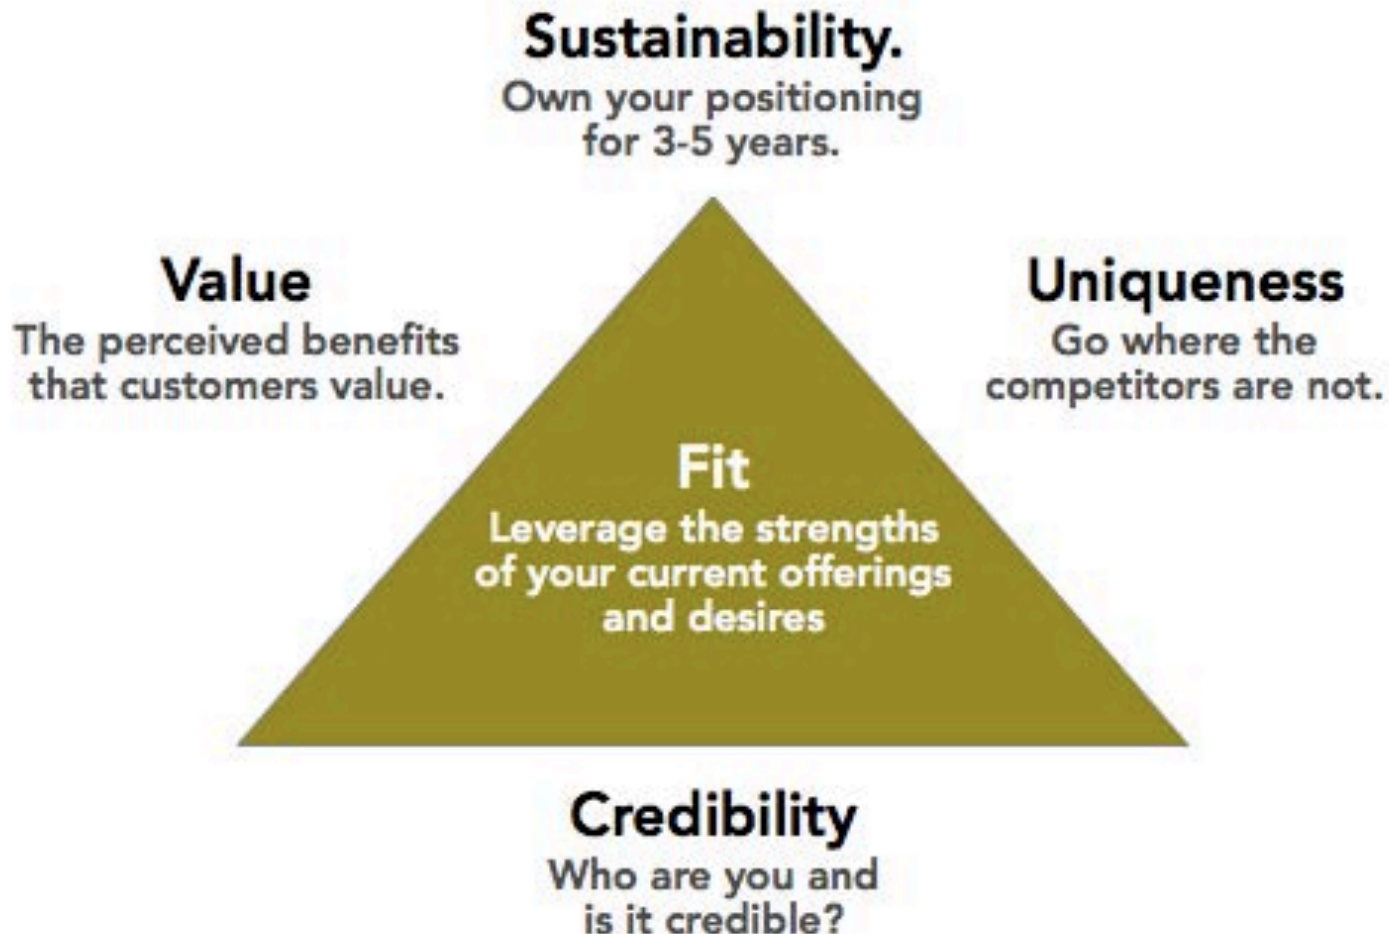 Sustainability.
Own your positioning
for 3-5 years.
Value
The perceived benefits
that customers value.
Uniqueness
Go where the
competitors are not.
Fit
Leverage the strengths
of your current offerings
and desires
Credibility
Who are you and
is it credible?